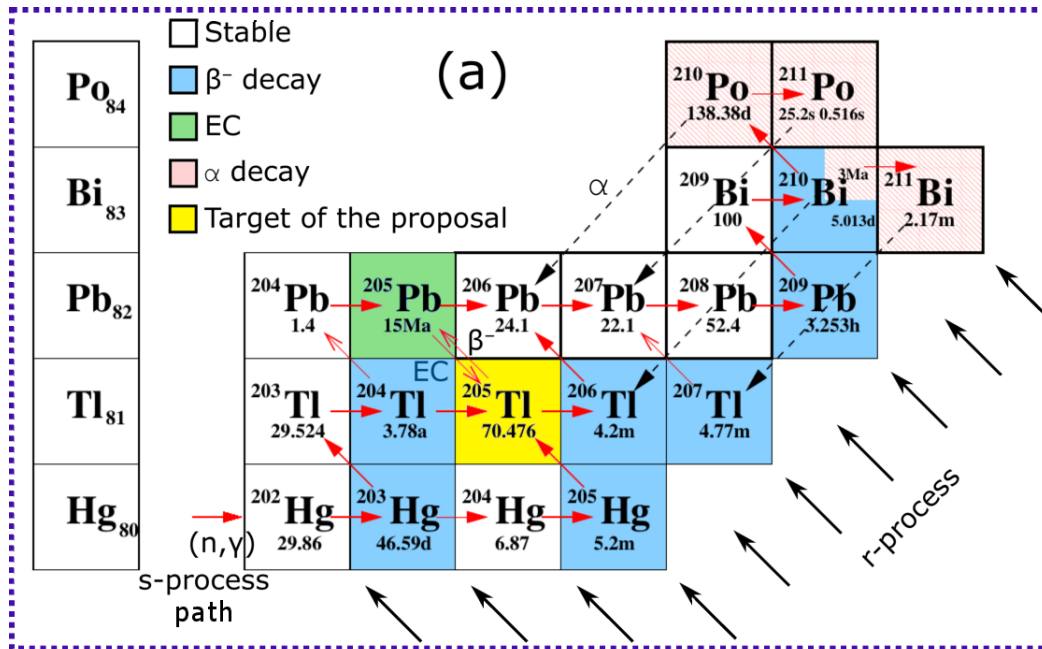 Stable
β⁻ decay
EC
α decay
Target of the proposal
(a)
Po84
210Po
138.38d
211Po
25.2s 0.516s
α
Bi83
209Bi
100
210Bi
3Ma
5.013d
211Bi
2.17m
Pb82
204Pb
1.4
205Pb
15Ma
206Pb
24.1
207Pb
22.1
208Pb
52.4
209Pb
3.253h
β⁻
EC
Tl81
203Tl
29.524
204Tl
3.78a
205Tl
70.476
206Tl
4.2m
207Tl
4.77m
Hg80
202Hg
29.86
203Hg
46.59d
204Hg
6.87
205Hg
5.2m
(n,γ)
s-process
path
r-process